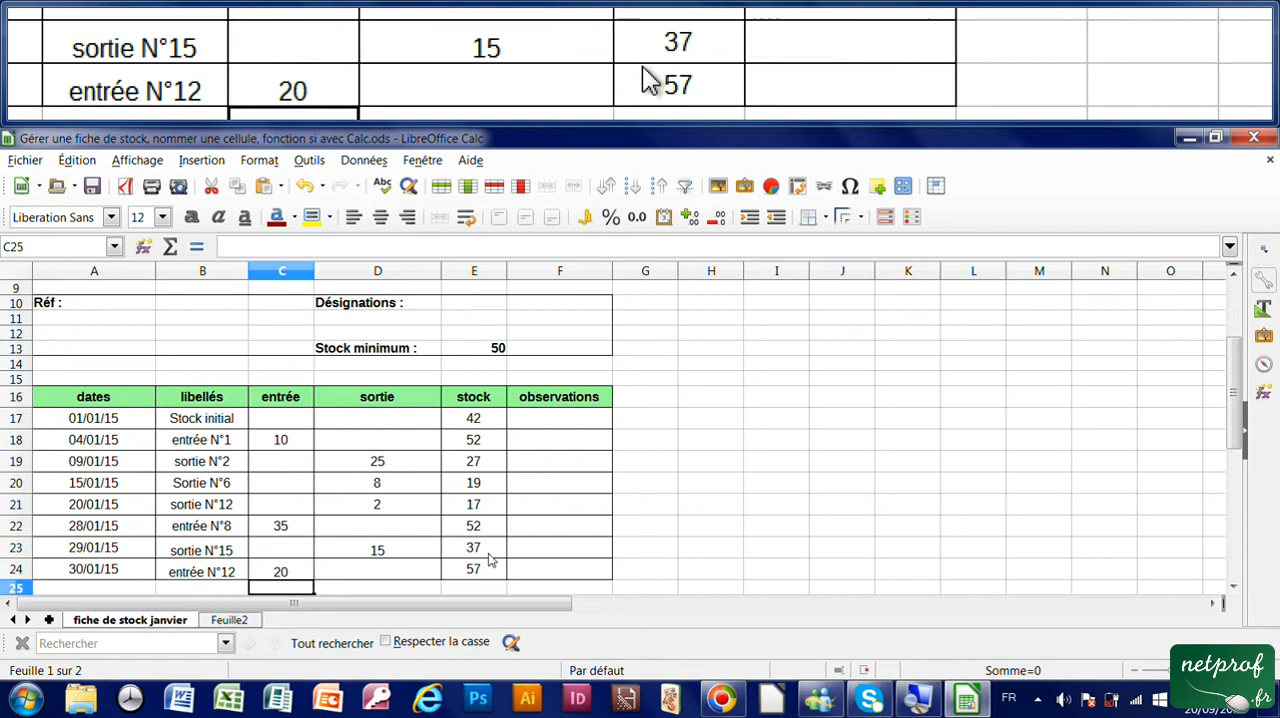 sortie N°15 15 37
entrée N°12 20 57
Gérer une fiche de stock, nommer une cellule, fonction si avec Calc.ods - LibreOffice Calc
Fichier Édition Affichage Insertion Format Outils Données Fenêtre Aide
Liberation Sans 12
C25
A B C D E F G H I J K L M N O
9
10 Réf : Désignations :
11
12
13 Stock minimum : 50
14
15
16 dates libellés entrée sortie stock observations
17 01/01/15 Stock initial 42
18 04/01/15 entrée N°1 10 52
19 09/01/15 sortie N°2 25 27
20 15/01/15 Sortie N°6 8 19
21 20/01/15 sortie N°12 2 17
22 28/01/15 entrée N°8 35 52
23 29/01/15 sortie N°15 15 37
24 30/01/15 entrée N°12 20 57
25
fiche de stock janvier Feuille2
Rechercher Tout rechercher Respecter la casse
Feuille 1 sur 2 Par défaut Somme=0
FR
netprof
.fr